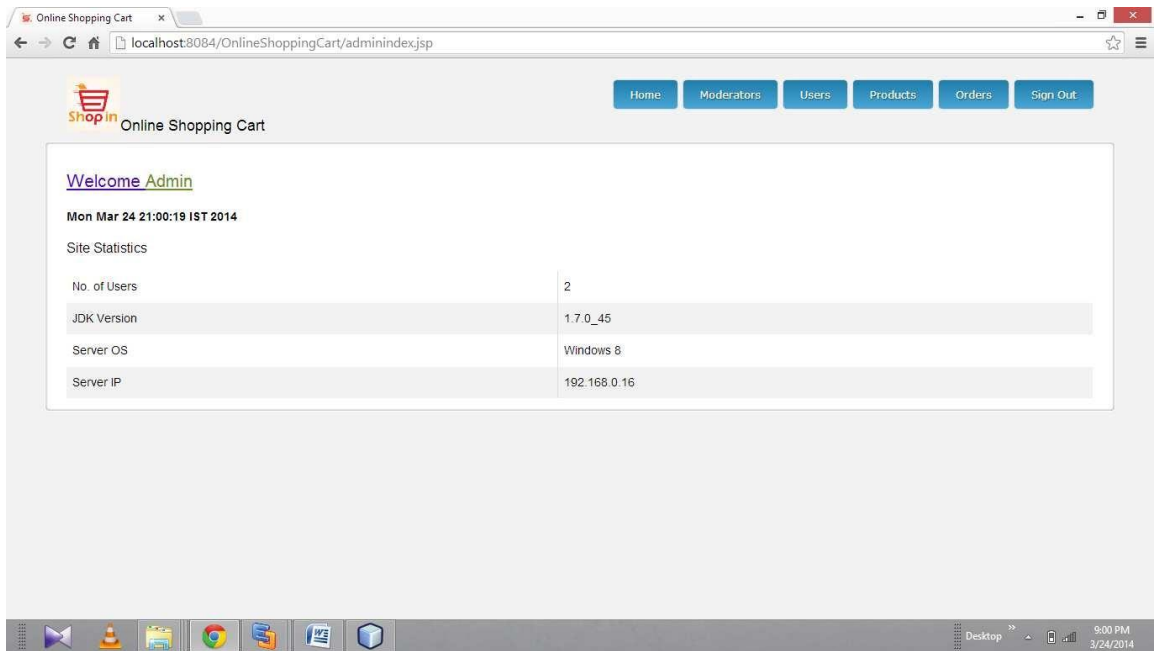 Online Shopping Cart
localhost:8084/OnlineShoppingCart/adminindex.jsp
Shop in
Online Shopping Cart
Home Moderators Users Products Orders Sign Out
Welcome Admin
Mon Mar 24 21:00:19 IST 2014
Site Statistics
No. of Users 2
JDK Version 1.7.0_45
Server OS Windows 8
Server IP 192.168.0.16
Desktop 9:00 PM
3/24/2014